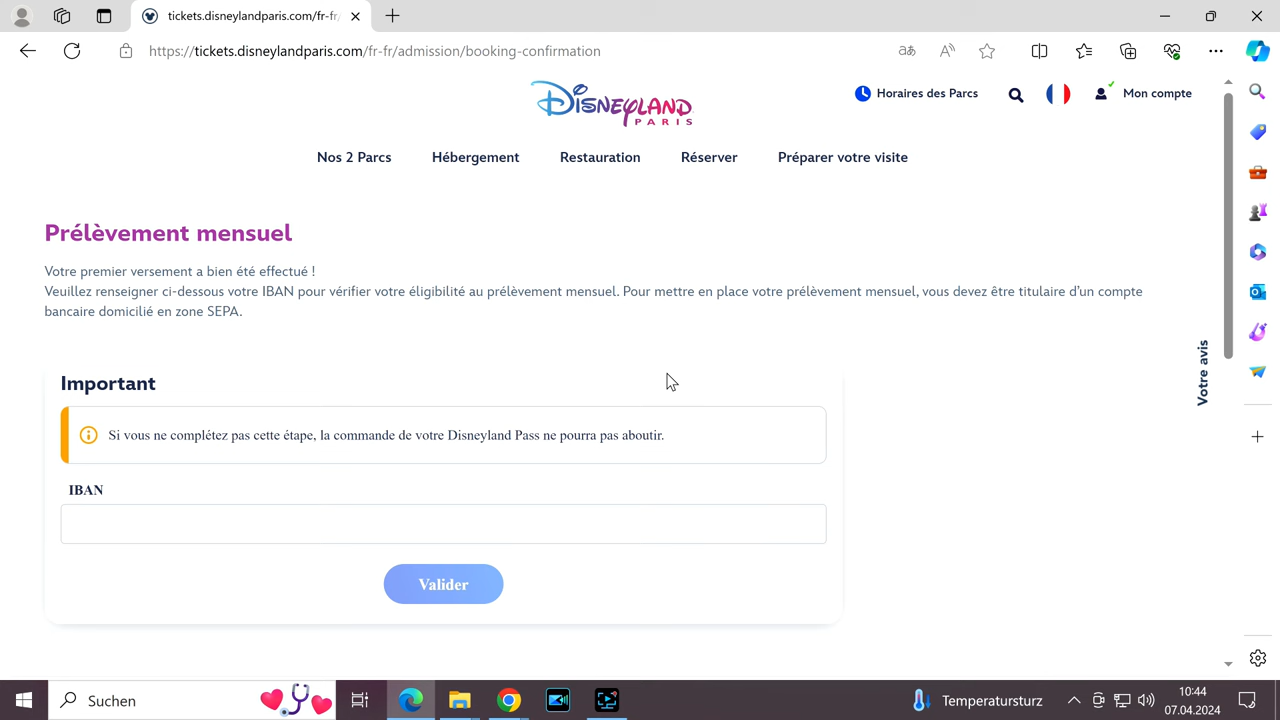 tickets.disneylandparis.com/fr-fr/
https://tickets.disneylandparis.com/fr-fr/admission/booking-confirmation
DISNEYLAND
PARIS
Horaires des Parcs
Mon compte
Nos 2 Parcs
Hébergement
Restauration
Réserver
Préparer votre visite
Prélèvement mensuel
Votre premier versement a bien été effectué !
Veuillez renseigner ci-dessous votre IBAN pour vérifier votre éligibilité au prélèvement mensuel. Pour mettre en place votre prélèvement mensuel, vous devez être titulaire d'un compte
bancaire domicilié en zone SEPA.
Votre avis
Important
Si vous ne complétez pas cette étape, la commande de votre Disneyland Pass ne pourra pas aboutir.
IBAN
Valider
Suchen
Temperatursturz
10:44
07.04.2024